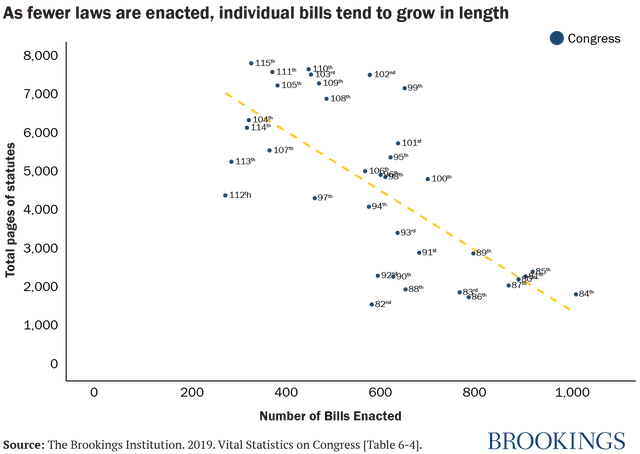 As fewer laws are enacted, individual bills tend to grow in length
Congress
8,000
7,000
6,000
5,000
4,000
3,000
2,000
1,000
0
Total pages of statutes
115th
111th
110th
103rd
102nd
105th
109th
99th
108th
104th
114th
101st
107th
95th
113th
106th
98th
100th
112th
97th
94th
93rd
91st
89th
92nd
90th
85th
81st
80th
87th
88th
83rd
86th
84th
82nd
0
200
400
600
800
1,000
Number of Bills Enacted
Source: The Brookings Institution. 2019. Vital Statistics on Congress [Table 6-4].
BROOKINGS